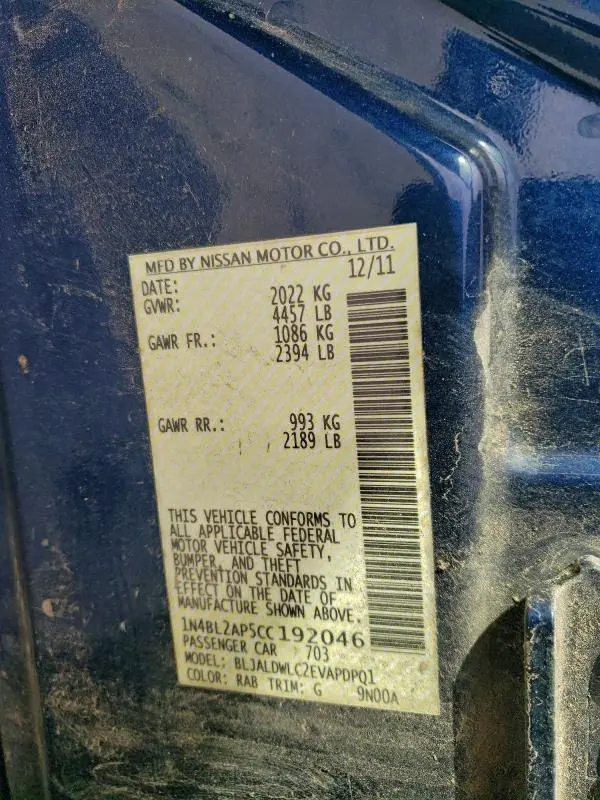 MFD BY NISSAN MOTOR CO., LTD.
DATE: 12/11
GVWR: 2022 KG
4457 LB
GAWR FR.: 1086 KG
2394 LB
GAWR RR.: 993 KG
2189 LB
THIS VEHICLE CONFORMS TO
ALL APPLICABLE FEDERAL
MOTOR VEHICLE SAFETY,
BUMPER, AND THEFT
PREVENTION STANDARDS IN
EFFECT ON THE DATE OF
MANUFACTURE SHOWN ABOVE.
1N4BL2AP5CC192046
PASSENGER CAR 703
MODEL: BLJALDWLC2EVAPDPQ1
COLOR: RAB TRIM: G 9N00A